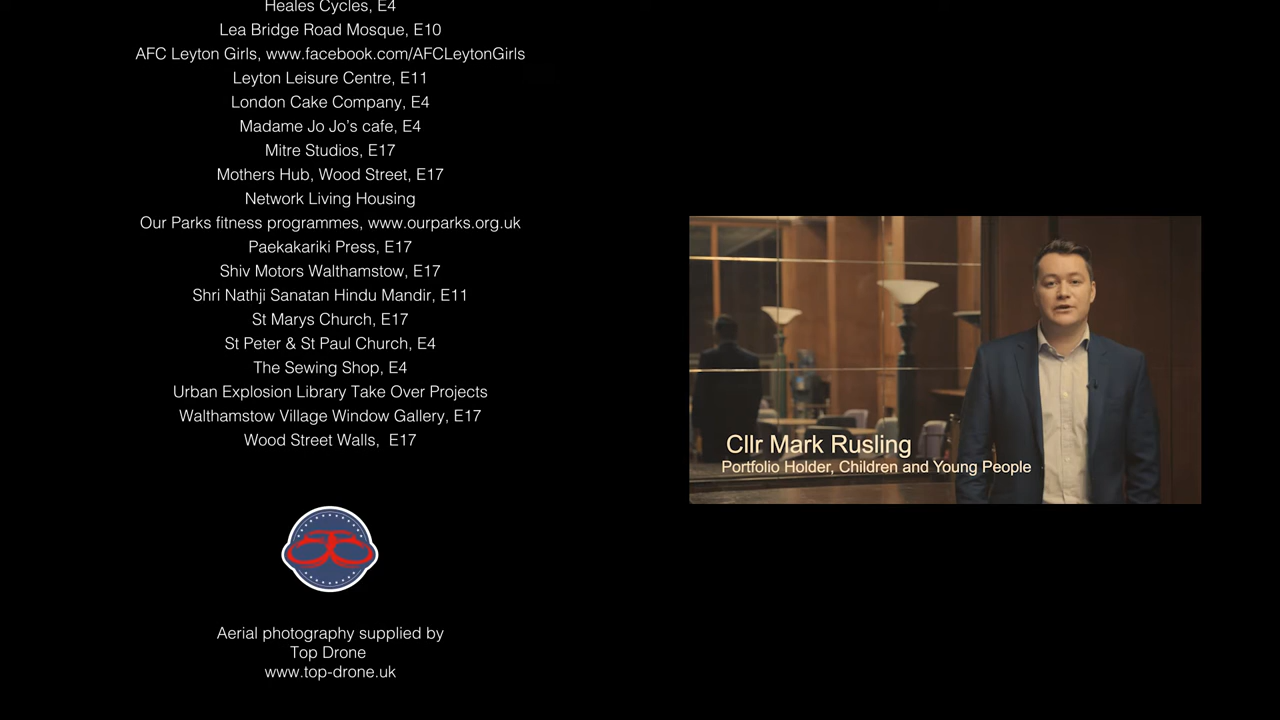 Heales Cycles, E4
Lea Bridge Road Mosque, E10
AFC Leyton Girls, www.facebook.com/AFCLeytonGirls
Leyton Leisure Centre, E11
London Cake Company, E4
Madame Jo Jo’s cafe, E4
Mitre Studios, E17
Mothers Hub, Wood Street, E17
Network Living Housing
Our Parks fitness programmes, www.ourparks.org.uk
Paekakariki Press, E17
Shiv Motors Walthamstow, E17
Shri Nathji Sanatan Hindu Mandir, E11
St Marys Church, E17
St Peter & St Paul Church, E4
The Sewing Shop, E4
Urban Explosion Library Take Over Projects
Walthamstow Village Window Gallery, E17
Wood Street Walls, E17
Aerial photography supplied by
Top Drone
www.top-drone.uk
Cllr Mark Rusling
Portfolio Holder, Children and Young People